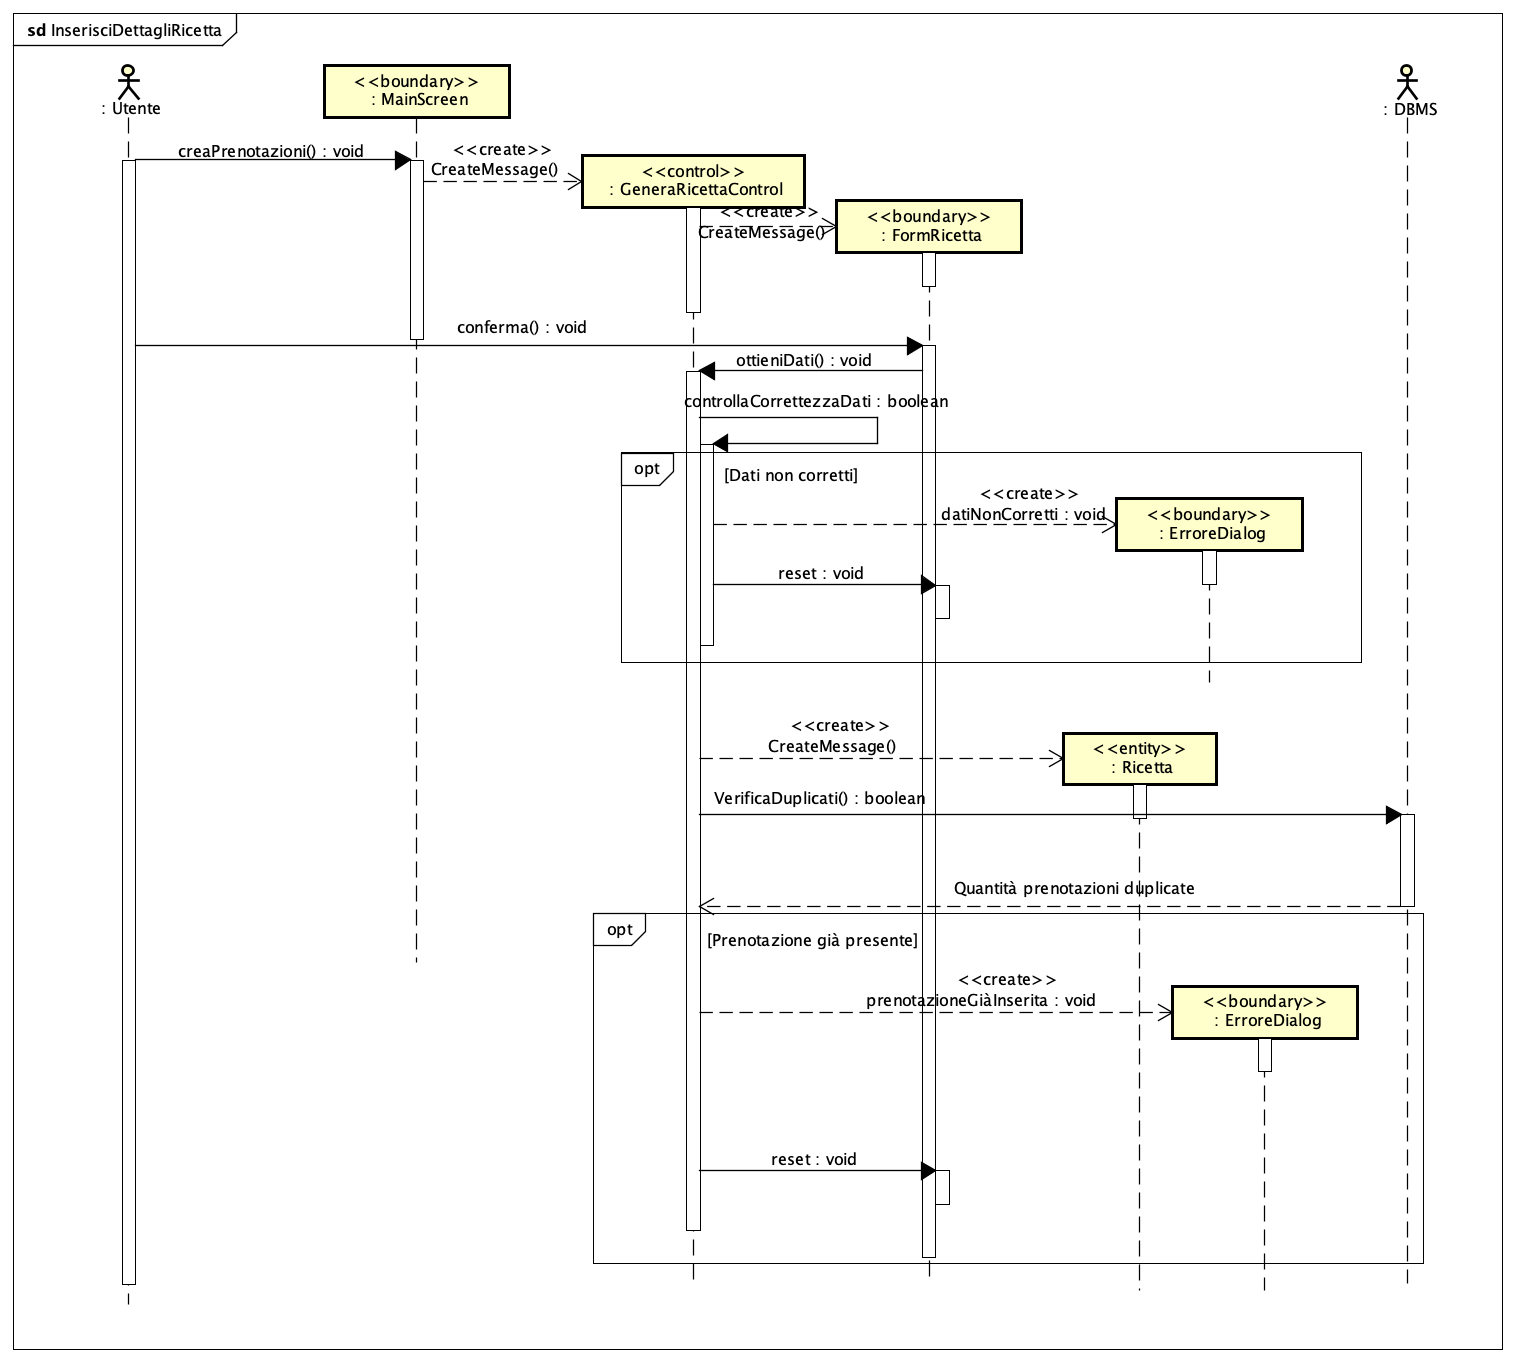 sd InserisciDettagliRicetta
: Utente
<<boundary>>
: MainScreen
: DBMS
creaPrenotazioni() : void
<<create>>
CreateMessage()
<<control>>
: GeneraRicettaControl
<<create>>
CreateMessage()
<<boundary>>
: FormRicetta
conferma() : void
ottieniDati() : void
controllaCorrettezzaDati : boolean
opt
[Dati non corretti]
<<create>>
datiNonCorretti : void
<<boundary>>
: ErroreDialog
reset : void
<<create>>
CreateMessage()
<<entity>>
: Ricetta
VerificaDuplicati() : boolean
Quantità prenotazioni duplicate
opt
[Prenotazione già presente]
<<create>>
prenotazioneGiàInserita : void
<<boundary>>
: ErroreDialog
reset : void